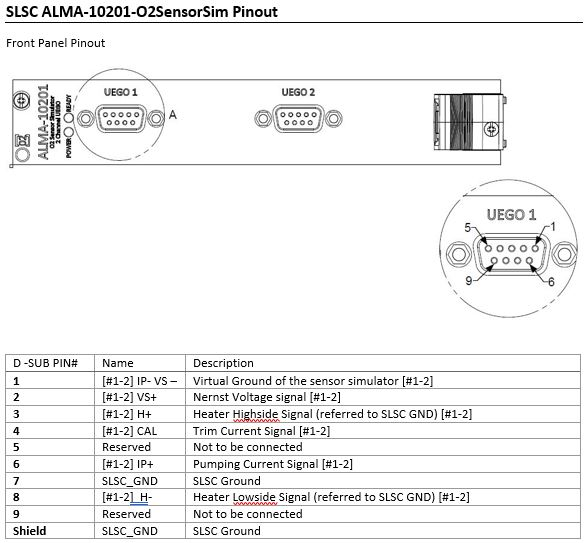 SLSC ALMA-10201-O2SensorSim Pinout
Front Panel Pinout
ALMA-10201
O2 Sensor Simulator
2 Channel UEGO
POWER
READY
UEGO 1
A
UEGO 2
UEGO 1
5
1
9
6
D -SUB PIN# Name Description
1 [#1-2] IP- VS – Virtual Ground of the sensor simulator [#1-2]
2 [#1-2] VS+ Nernst Voltage signal [#1-2]
3 [#1-2] H+ Heater Highside Signal (referred to SLSC GND) [#1-2]
4 [#1-2] CAL Trim Current Signal [#1-2]
5 Reserved Not to be connected
6 [#1-2] IP+ Pumping Current Signal [#1-2]
7 SLSC_GND SLSC Ground
8 [#1-2] H- Heater Lowside Signal (referred to SLSC GND) [#1-2]
9 Reserved Not to be connected
Shield SLSC_GND SLSC Ground